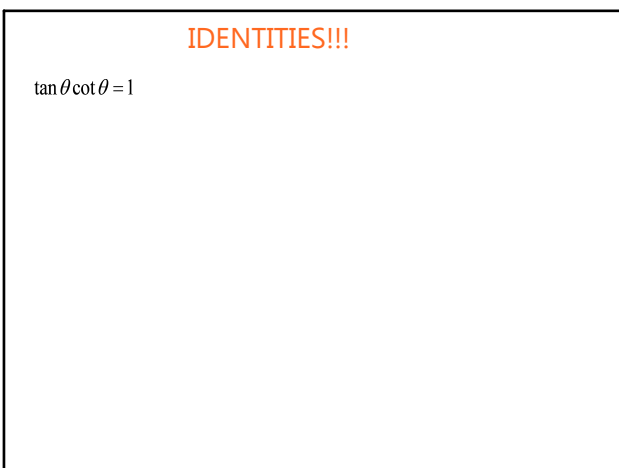 IDENTITIES!!!
tan θ cot θ = 1